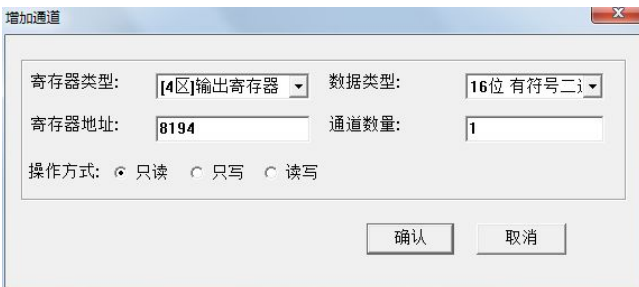 增加通道
寄存器类型: [4区]输出寄存器 数据类型: 16位 有符号二
寄存器地址: 8194 通道数量: 1
操作方式: 只读 只写 读写
确认 取消